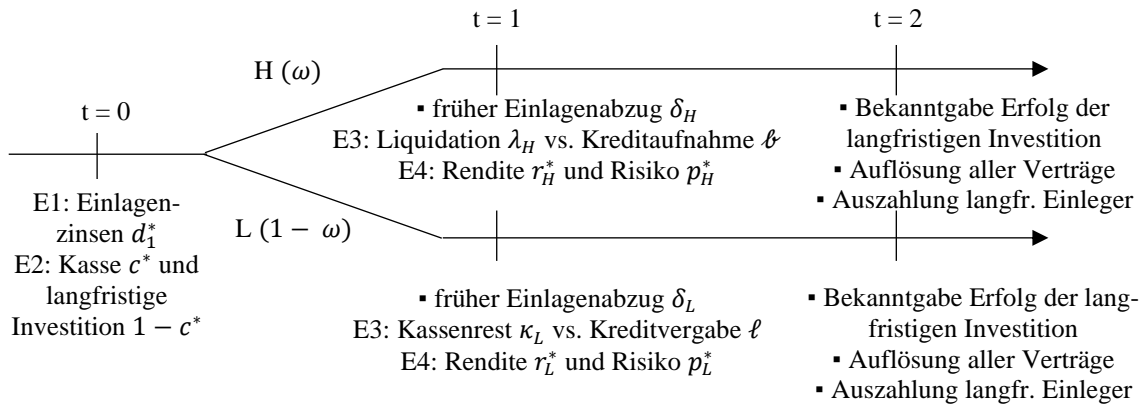 t = 1
t = 2
H (ω)
t = 0
▪ früher Einlagenabzug δ_H
E3: Liquidation λ_H vs. Kreditaufnahme 𝒷
E4: Rendite r_H^* und Risiko p_H^*
▪ Bekanntgabe Erfolg der
langfristigen Investition
▪ Auflösung aller Verträge
▪ Auszahlung langfr. Einleger
E1: Einlagen-
zinsen d_1^*
E2: Kasse c^* und
langfristige
Investition 1 − c^*
L (1 − ω)
▪ früher Einlagenabzug δ_L
E3: Kassenrest κ_L vs. Kreditvergabe ℓ
E4: Rendite r_L^* und Risiko p_L^*
▪ Bekanntgabe Erfolg der lang-
fristigen Investition
▪ Auflösung aller Verträge
▪ Auszahlung langfr. Einleger